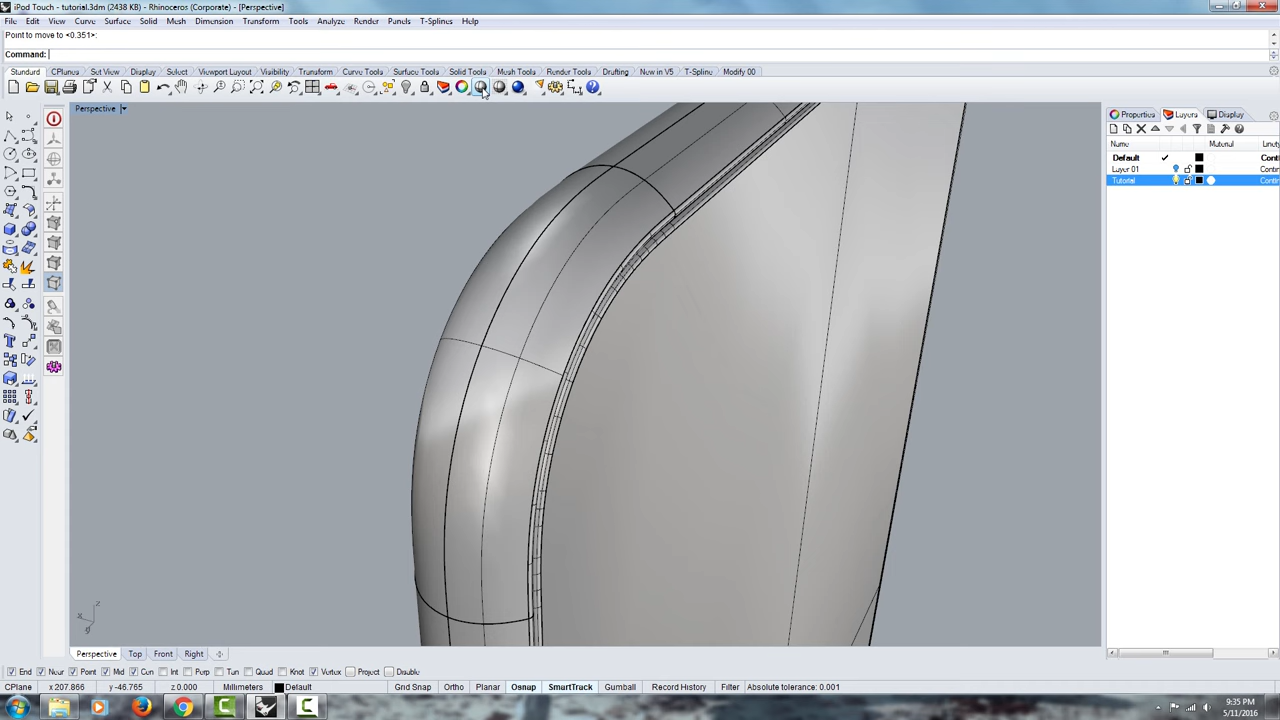 iPod Touch - tutorial.3dm (2438 KB) - Rhinoceros (Corporate) - [Perspective]
File Edit View Curve Surface Solid Mesh Dimension Transform Tools Analyze Render Panels T-Splines Help
Point to move to <0.351>:
Command:
Standard CPlanes Set View Display Select Viewport Layout Visibility Transform Curve Tools Surface Tools Solid Tools Mesh Tools Render Tools Drafting New in V5 T-Spline Modify 00
Perspective
Properties Layers Display
Name Material Linety
Default Conti
Layer 01 Conti
Tutorial Conti
z
x
y
Perspective Top Front Right
End Near Point Mid Cen Int Perp Tan Quad Knot Vertex Project Disable
CPlane x 207.866 y -46.765 z 0.000 Millimeters Default Grid Snap Ortho Planar Osnap SmartTrack Gumball Record History Filter Absolute tolerance: 0.001
9:35 PM
5/11/2016